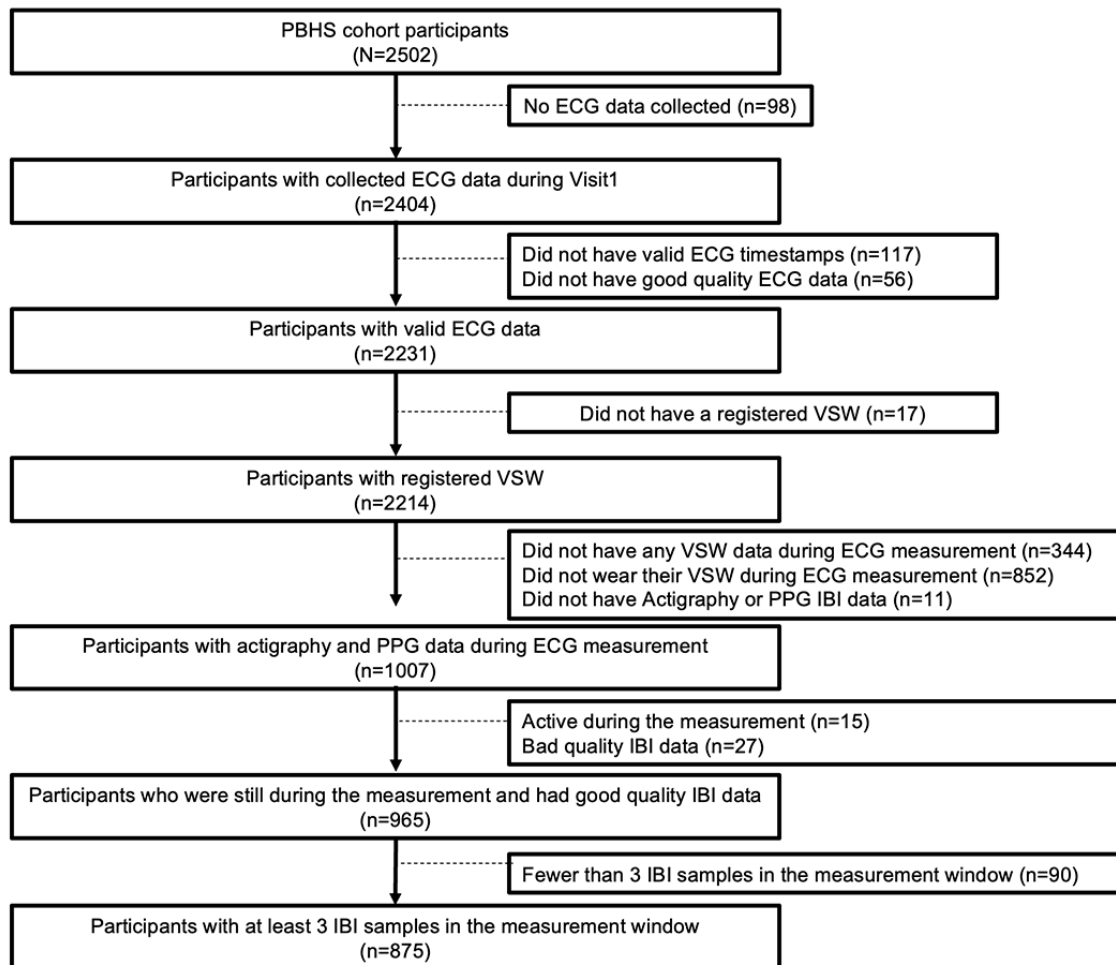 PBHS cohort participants
(N=2502)
No ECG data collected (n=98)
Participants with collected ECG data during Visit1
(n=2404)
Did not have valid ECG timestamps (n=117)
Did not have good quality ECG data (n=56)
Participants with valid ECG data
(n=2231)
Did not have a registered VSW (n=17)
Participants with registered VSW
(n=2214)
Did not have any VSW data during ECG measurement (n=344)
Did not wear their VSW during ECG measurement (n=852)
Did not have Actigraphy or PPG IBI data (n=11)
Participants with actigraphy and PPG data during ECG measurement
(n=1007)
Active during the measurement (n=15)
Bad quality IBI data (n=27)
Participants who were still during the measurement and had good quality IBI data
(n=965)
Fewer than 3 IBI samples in the measurement window (n=90)
Participants with at least 3 IBI samples in the measurement window
(n=875)